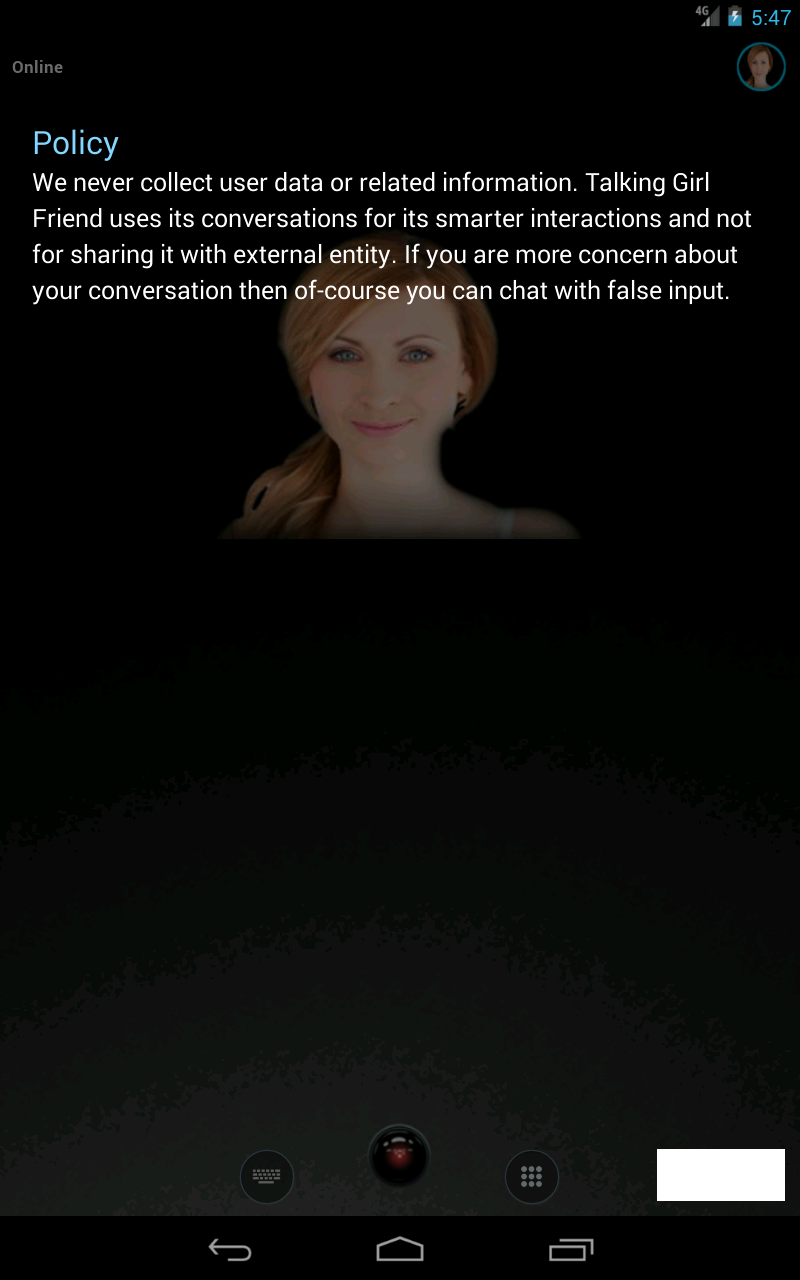 4G
5:47
Online
Policy
We never collect user data or related information. Talking Girl
Friend uses its conversations for its smarter interactions and not
for sharing it with external entity. If you are more concern about
your conversation then of-course you can chat with false input.